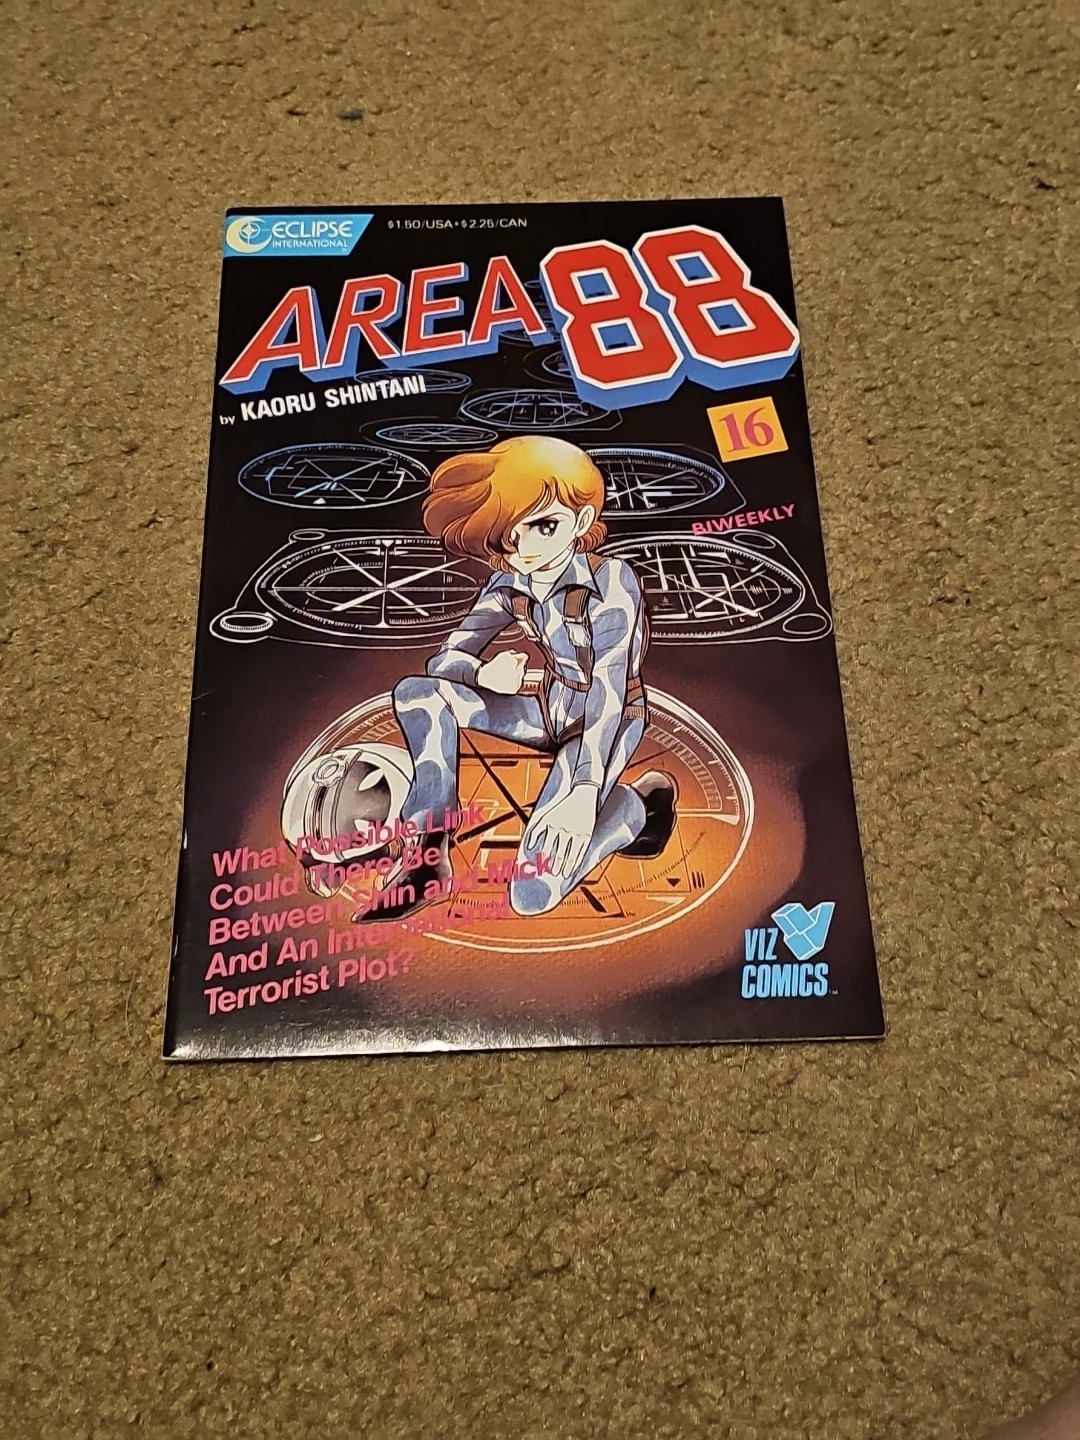 ECLIPSE
INTERNATIONAL
$1.50/USA•$2.25/CAN
AREA 88
by KAORU SHINTANI
16
BIWEEKLY
What Possible Link
Could There Be
Between Shin and Mick
And An International
Terrorist Plot?
VIZ
COMICS